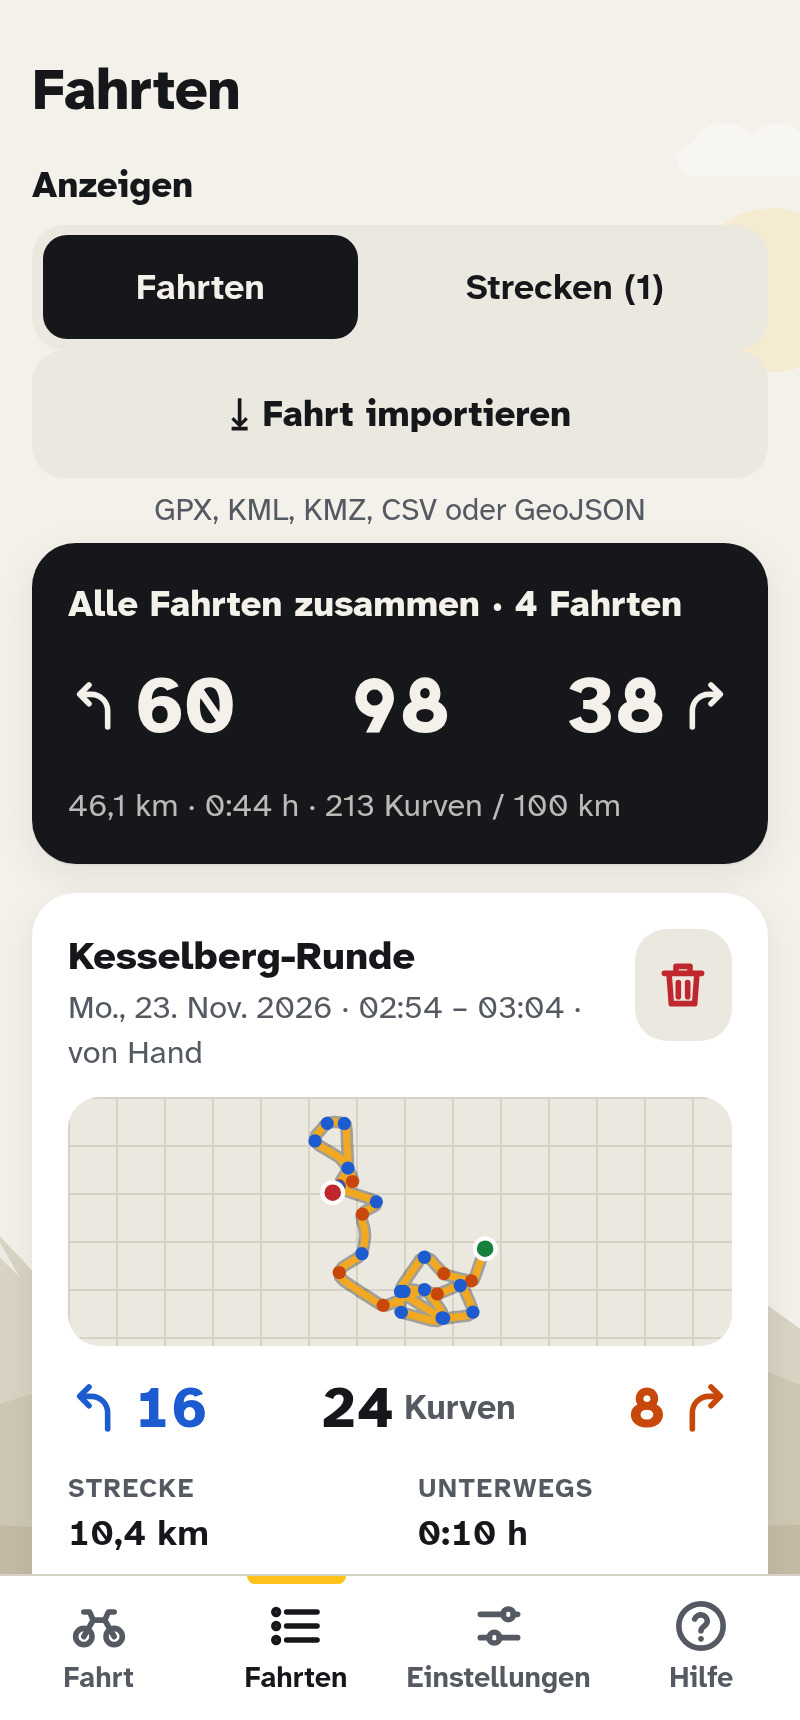 Fahrten
Anzeigen
Fahrten
Strecken (1)
Fahrt importieren
GPX, KML, KMZ, CSV oder GeoJSON
Alle Fahrten zusammen · 4 Fahrten
60
98
38
46,1 km · 0:44 h · 213 Kurven / 100 km
Kesselberg-Runde
Mo., 23. Nov. 2026 · 02:54 – 03:04 ·
von Hand
16
24 Kurven
8
STRECKE
UNTERWEGS
10,4 km
0:10 h
Fahrt
Fahrten
Einstellungen
Hilfe